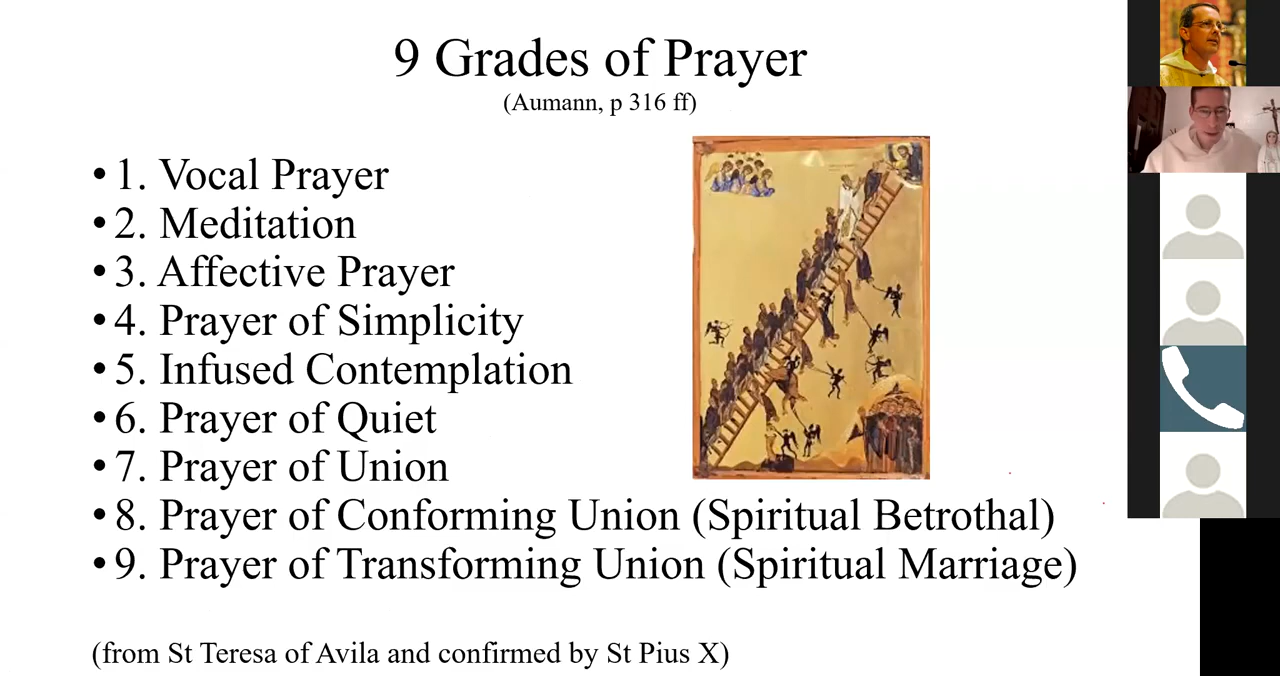 9 Grades of Prayer
(Aumann, p 316 ff)
• 1. Vocal Prayer
• 2. Meditation
• 3. Affective Prayer
• 4. Prayer of Simplicity
• 5. Infused Contemplation
• 6. Prayer of Quiet
• 7. Prayer of Union
• 8. Prayer of Conforming Union (Spiritual Betrothal)
• 9. Prayer of Transforming Union (Spiritual Marriage)
(from St Teresa of Avila and confirmed by St Pius X)